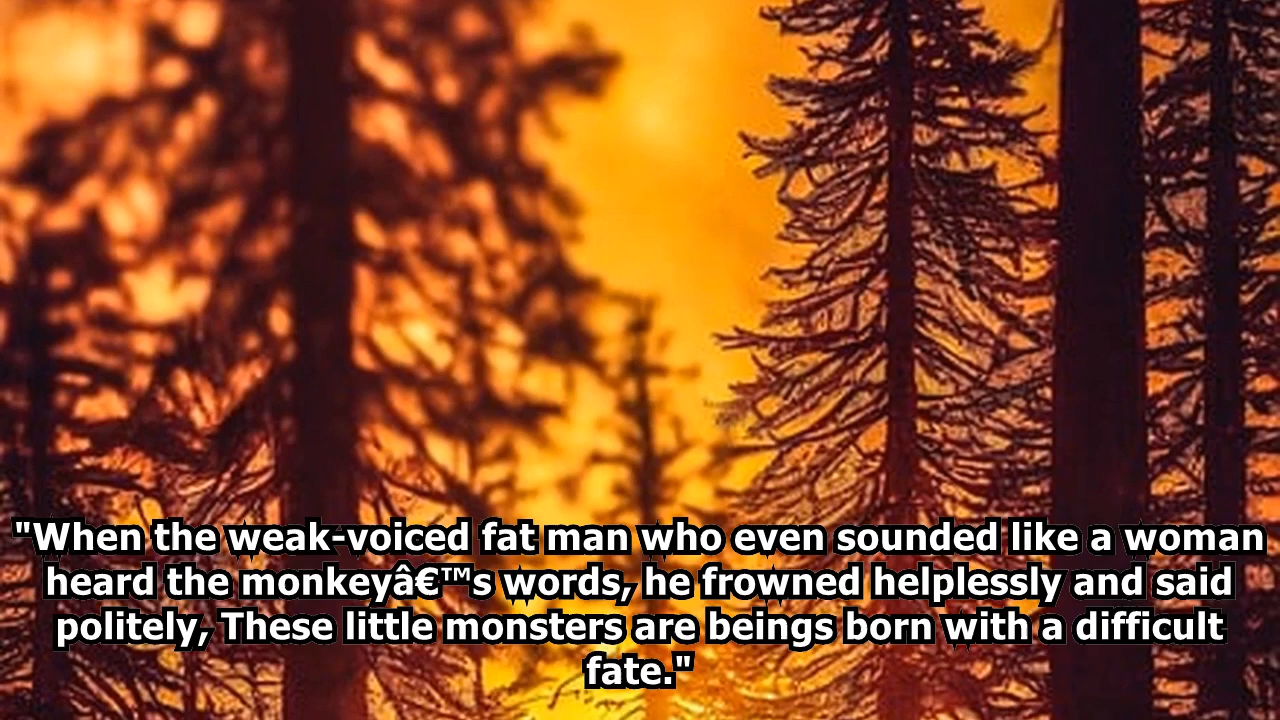 "When the weak-voiced fat man who even sounded like a woman
heard the monkeyâ€™s words, he frowned helplessly and said
politely, These little monsters are beings born with a difficult
fate."